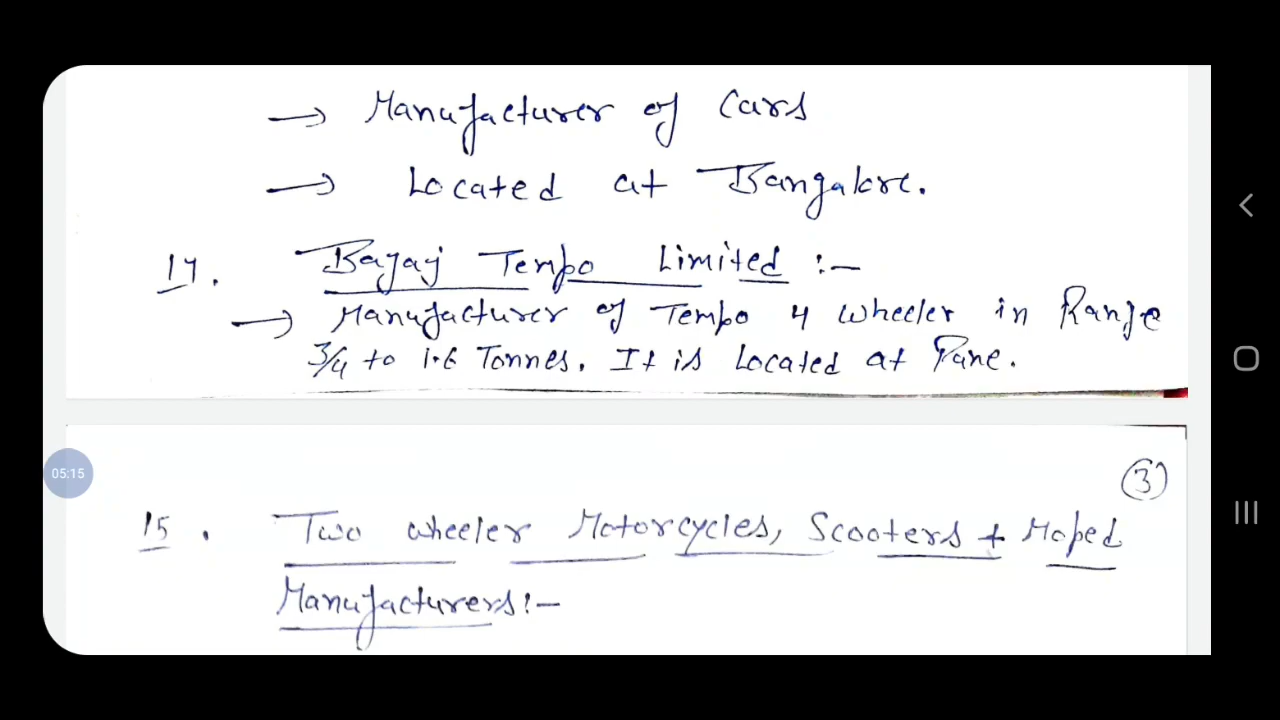 → Manufacturer of Cars
→ Located at Bangalore.
14. Bajaj Tempo Limited :-
→ Manufacturer of Tempo 4 wheeler in Range
3/4 to 1.6 Tonnes. It is Located at Pune.
3
05:15
15. Two wheeler Motorcycles, Scooters + Moped
Manufacturers:-